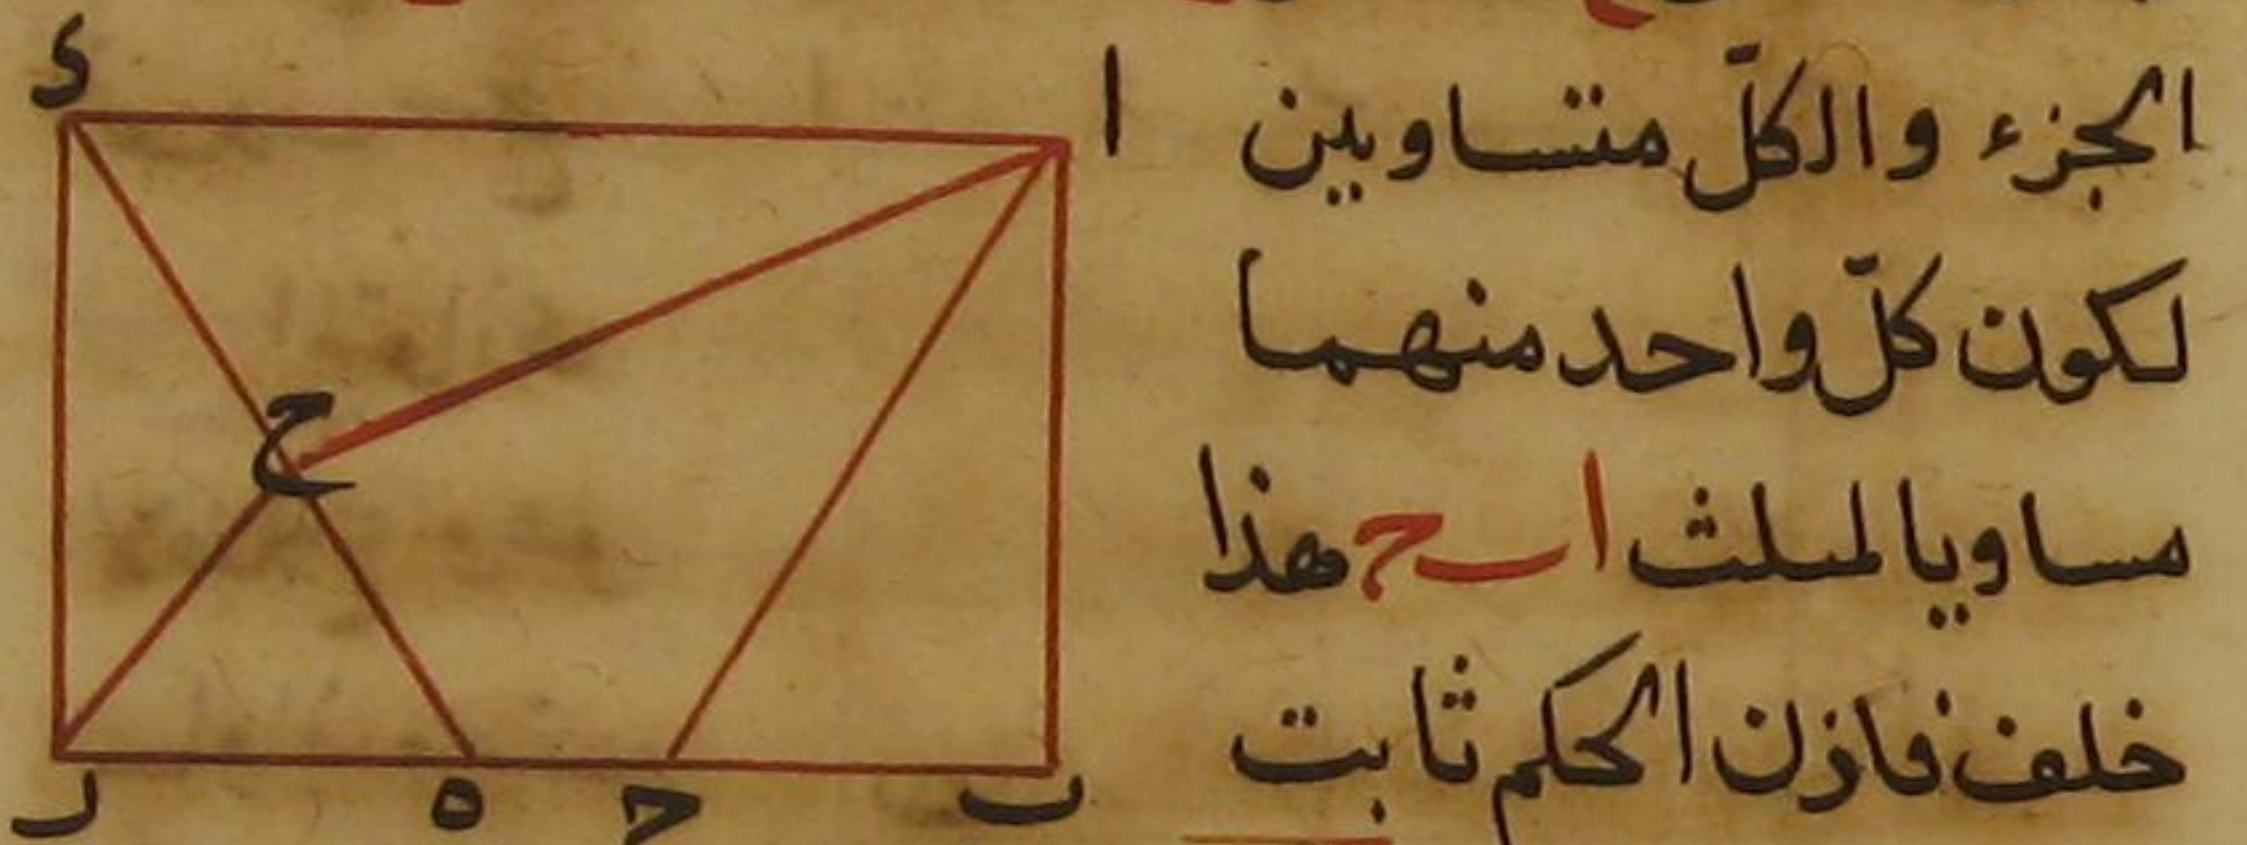 الجزء والكلّ متساويين
لكون كلّ واحد منهما
مساويا لمثلث ا ب ح هذا
خلف فاذن الحكم ثابت
د
ا
ح
ر
ه
ح
ب